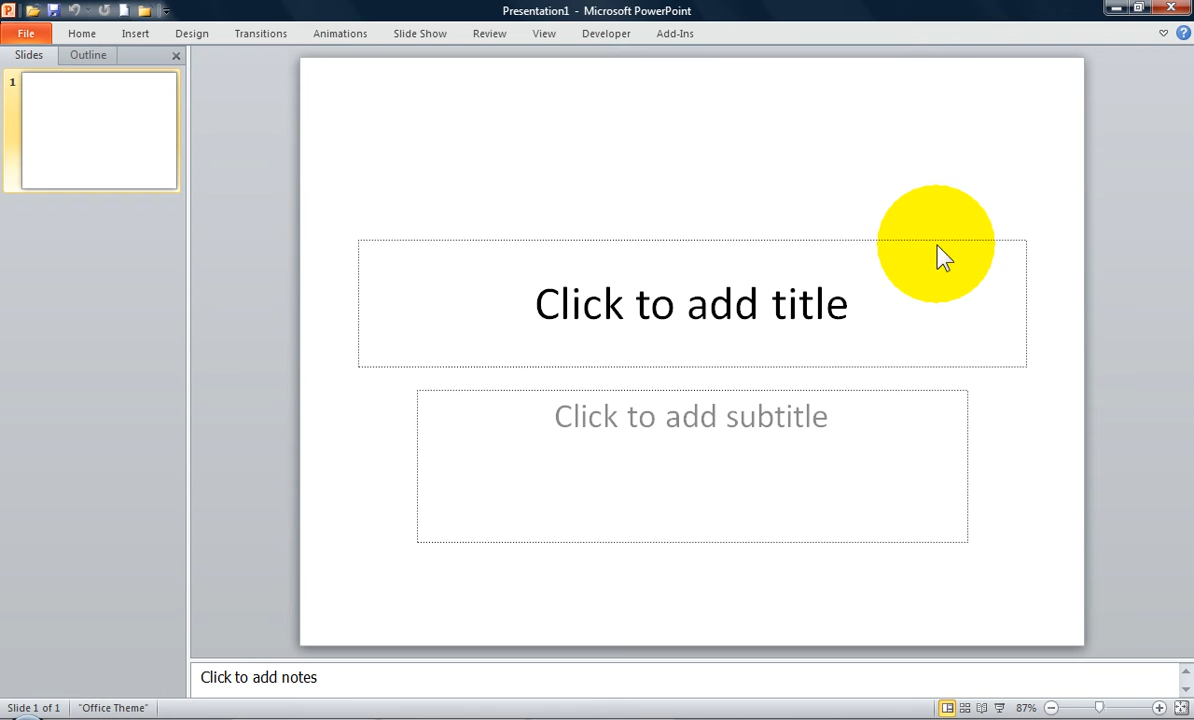 Presentation1 - Microsoft PowerPoint
File Home Insert Design Transitions Animations Slide Show Review View Developer Add-Ins
Slides Outline
1
Click to add title
Click to add subtitle
Click to add notes
Slide 1 of 1 "Office Theme" 87%